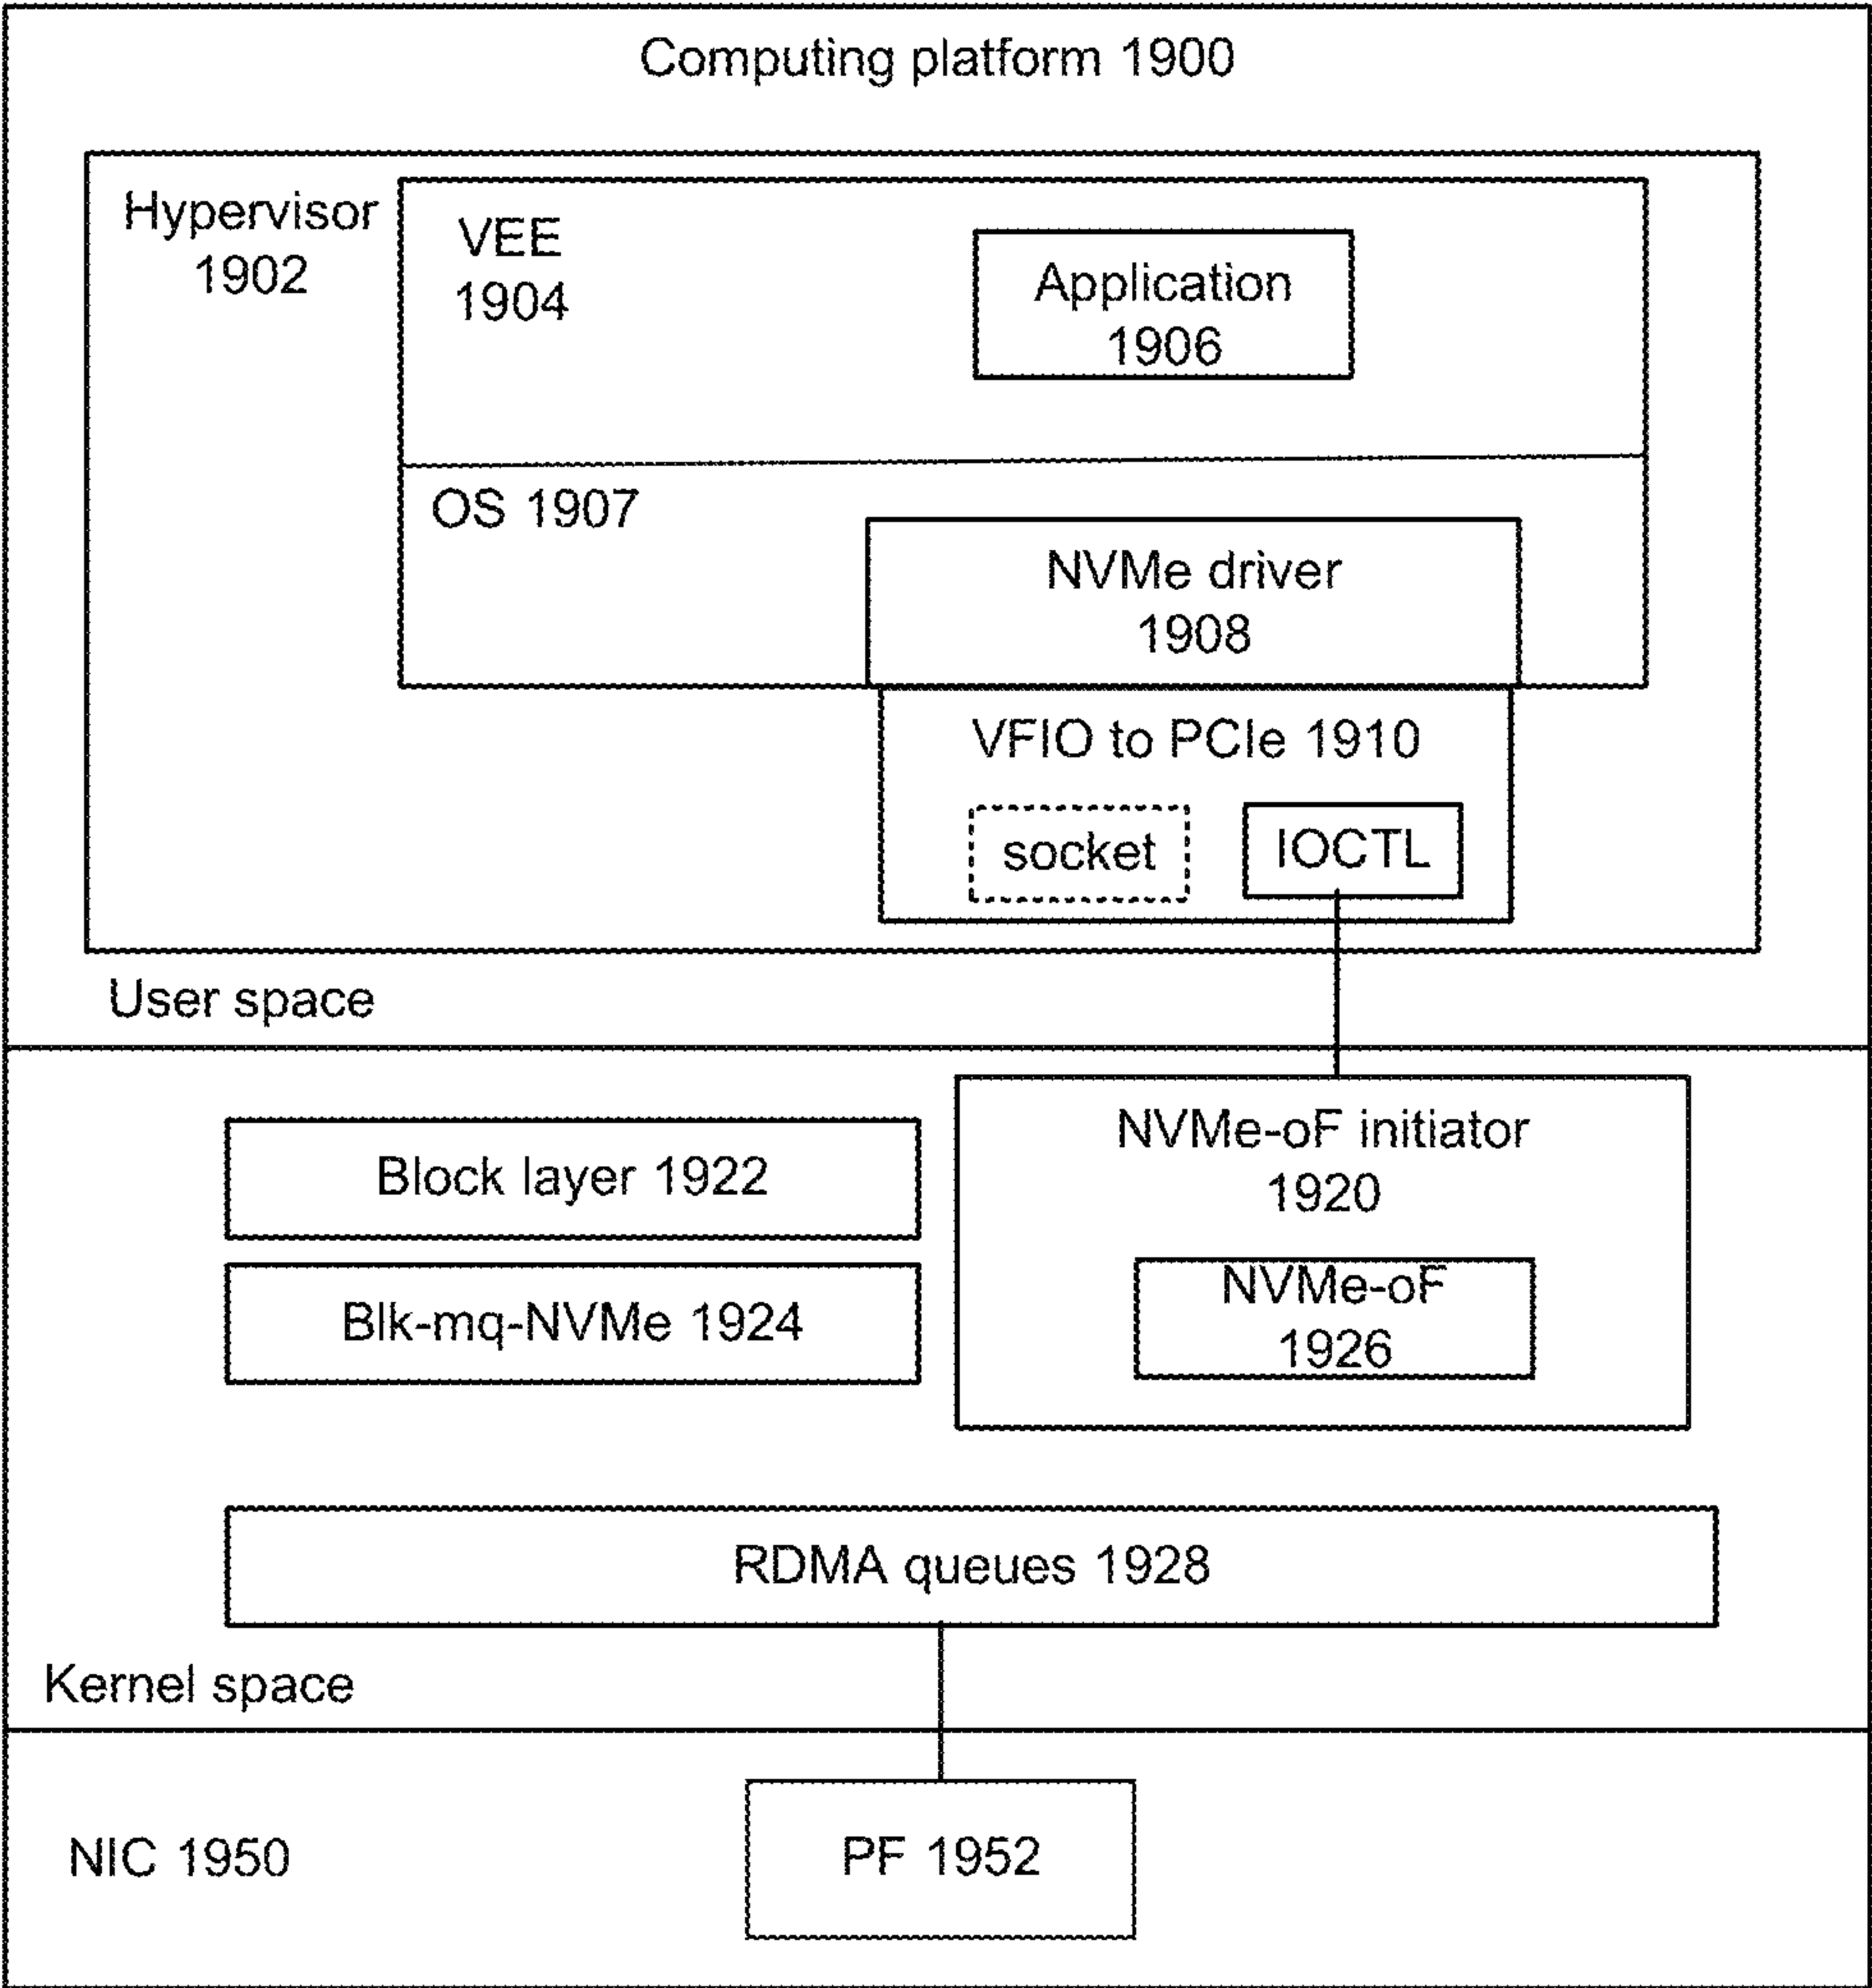 Computing platform 1900
Hypervisor
1902
VEE
1904
Application
1906
OS 1907
NVMe driver
1908
VFIO to PCIe 1910
socket
IOCTL
User space
NVMe-oF initiator
1920
Block layer 1922
Blk-mq-NVMe 1924
NVMe-oF
1926
RDMA queues 1928
Kernel space
NIC 1950
PF 1952